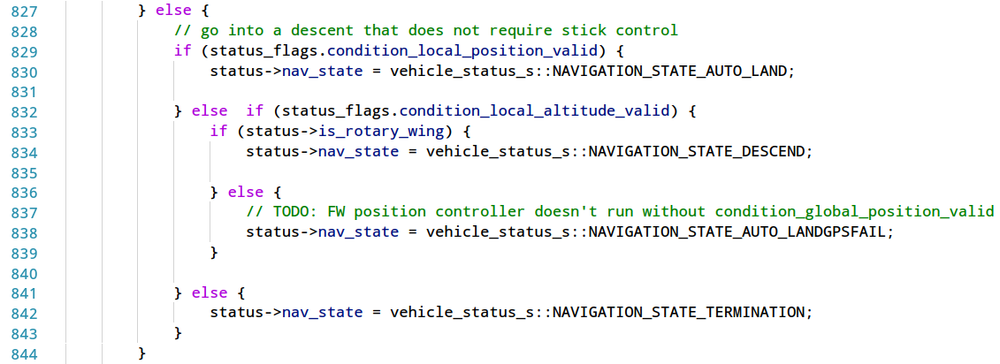 827 } else {
828 // go into a descent that does not require stick control
829 if (status_flags.condition_local_position_valid) {
830 status->nav_state = vehicle_status_s::NAVIGATION_STATE_AUTO_LAND;
831
832 } else  if (status_flags.condition_local_altitude_valid) {
833 if (status->is_rotary_wing) {
834 status->nav_state = vehicle_status_s::NAVIGATION_STATE_DESCEND;
835
836 } else {
837 // TODO: FW position controller doesn't run without condition_global_position_valid
838 status->nav_state = vehicle_status_s::NAVIGATION_STATE_AUTO_LANDGPSFAIL;
839 }
840
841 } else {
842 status->nav_state = vehicle_status_s::NAVIGATION_STATE_TERMINATION;
843 }
844 }